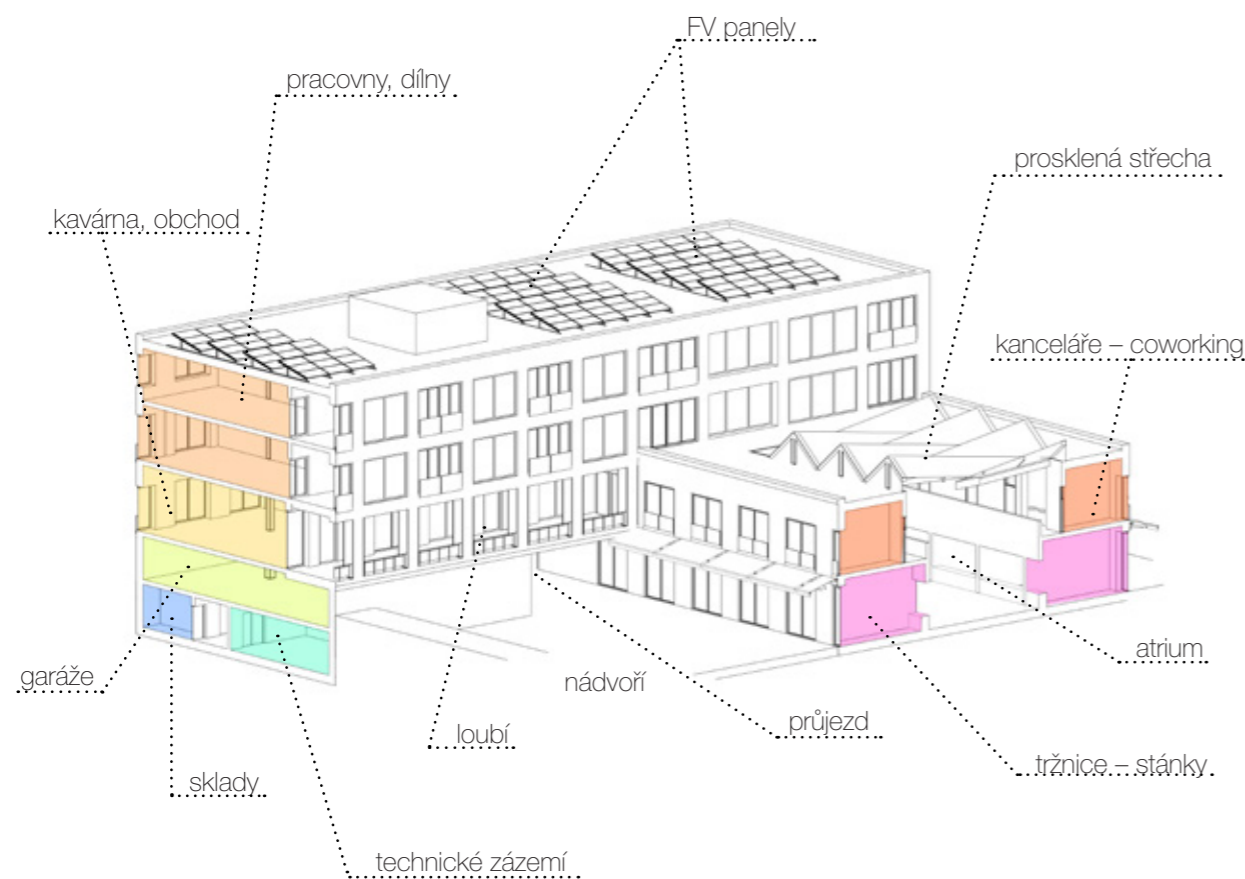 FV panely
pracovny, dílny
prosklená střecha
kavárna, obchod
kanceláře – coworking
atrium
garáže
nádvoří
průjezd
loubí
tržnice – stánky
sklady
technické zázemí